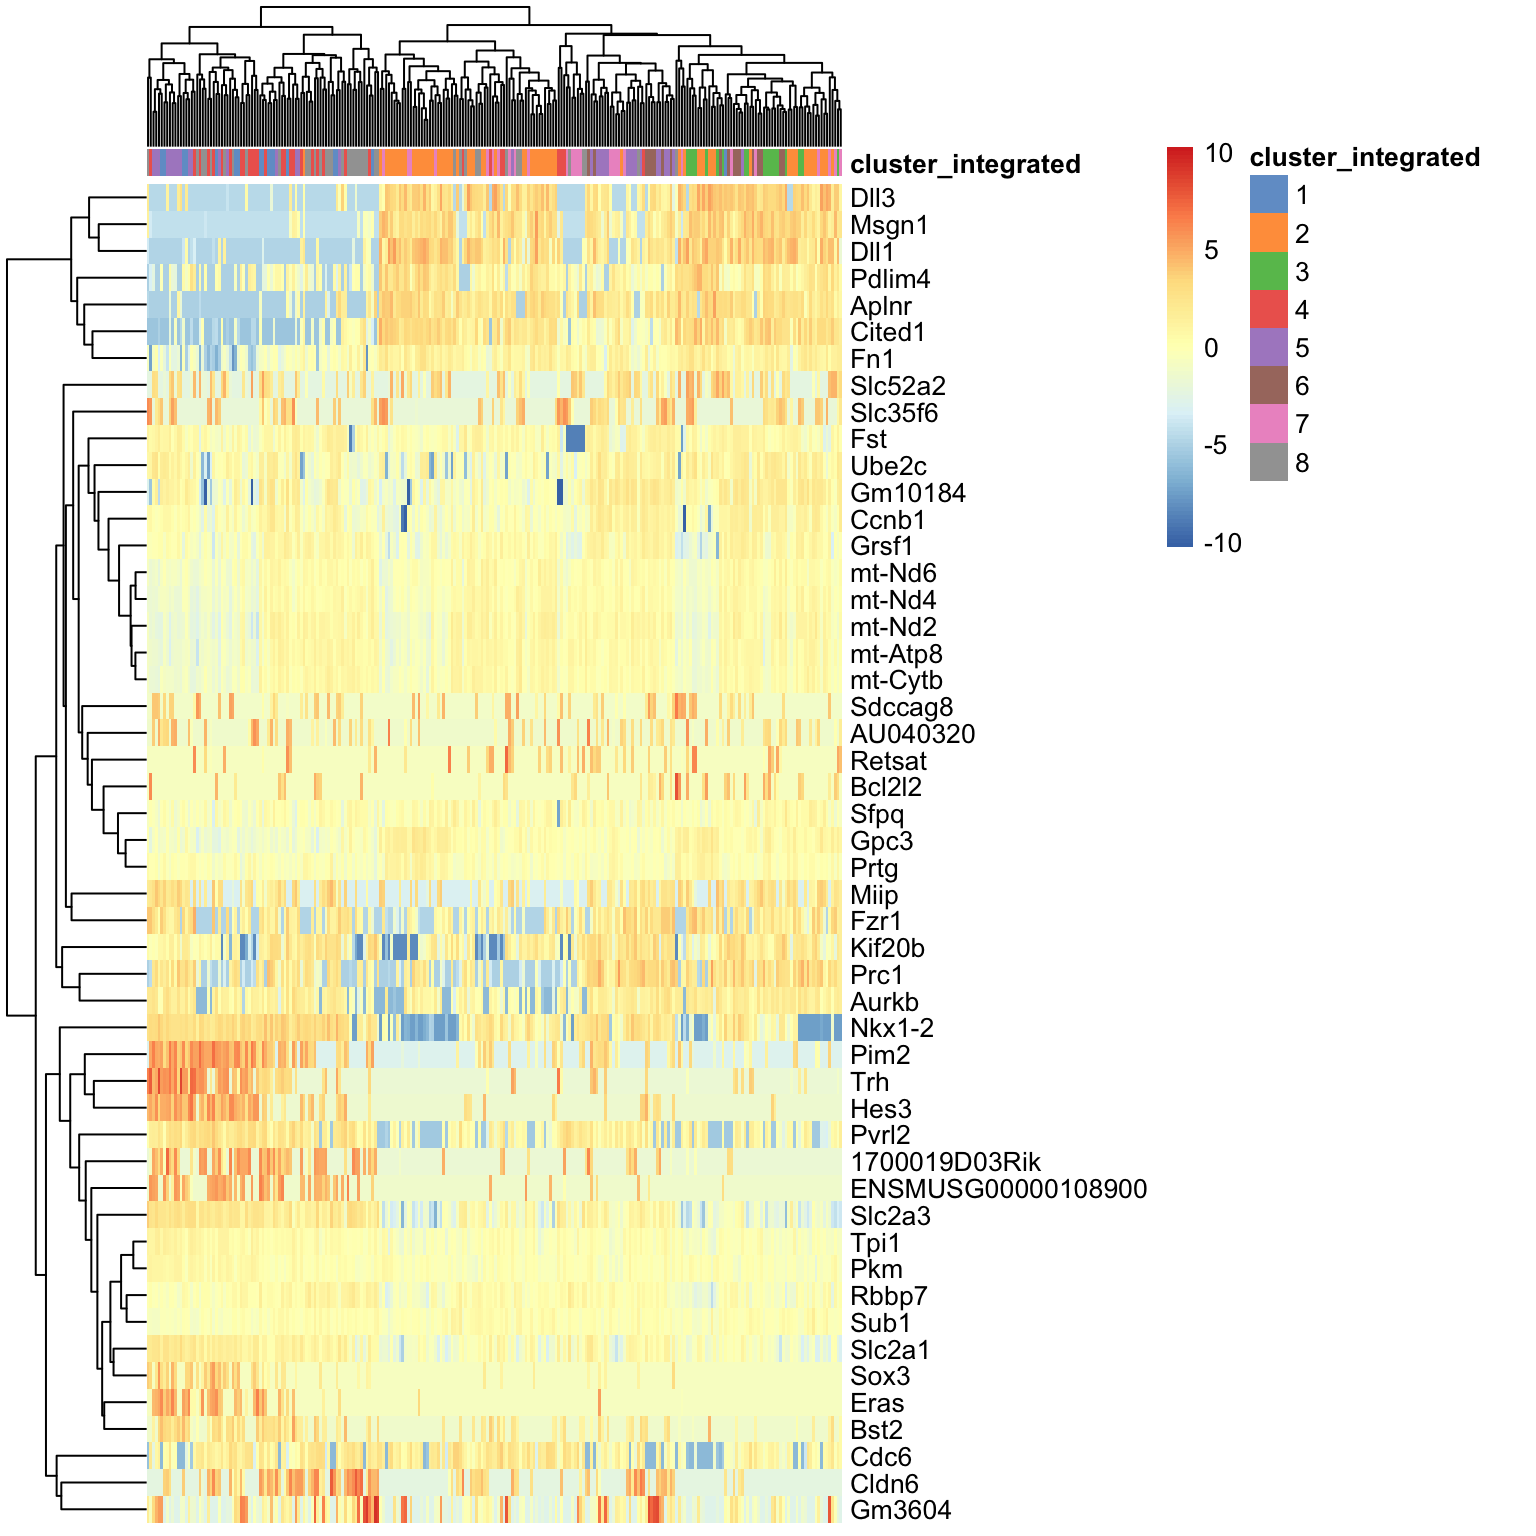 cluster_integrated
Dll3
Msgn1
Dll1
Pdlim4
Aplnr
Cited1
Fn1
Slc52a2
Slc35f6
Fst
Ube2c
Gm10184
Ccnb1
Grsf1
mt-Nd6
mt-Nd4
mt-Nd2
mt-Atp8
mt-Cytb
Sdccag8
AU040320
Retsat
Bcl2l2
Sfpq
Gpc3
Prtg
Miip
Fzr1
Kif20b
Prc1
Aurkb
Nkx1-2
Pim2
Trh
Hes3
Pvrl2
1700019D03Rik
ENSMUSG00000108900
Slc2a3
Tpi1
Pkm
Rbbp7
Sub1
Slc2a1
Sox3
Eras
Bst2
Cdc6
Cldn6
Gm3604
10
5
0
-5
-10
cluster_integrated
1
2
3
4
5
6
7
8